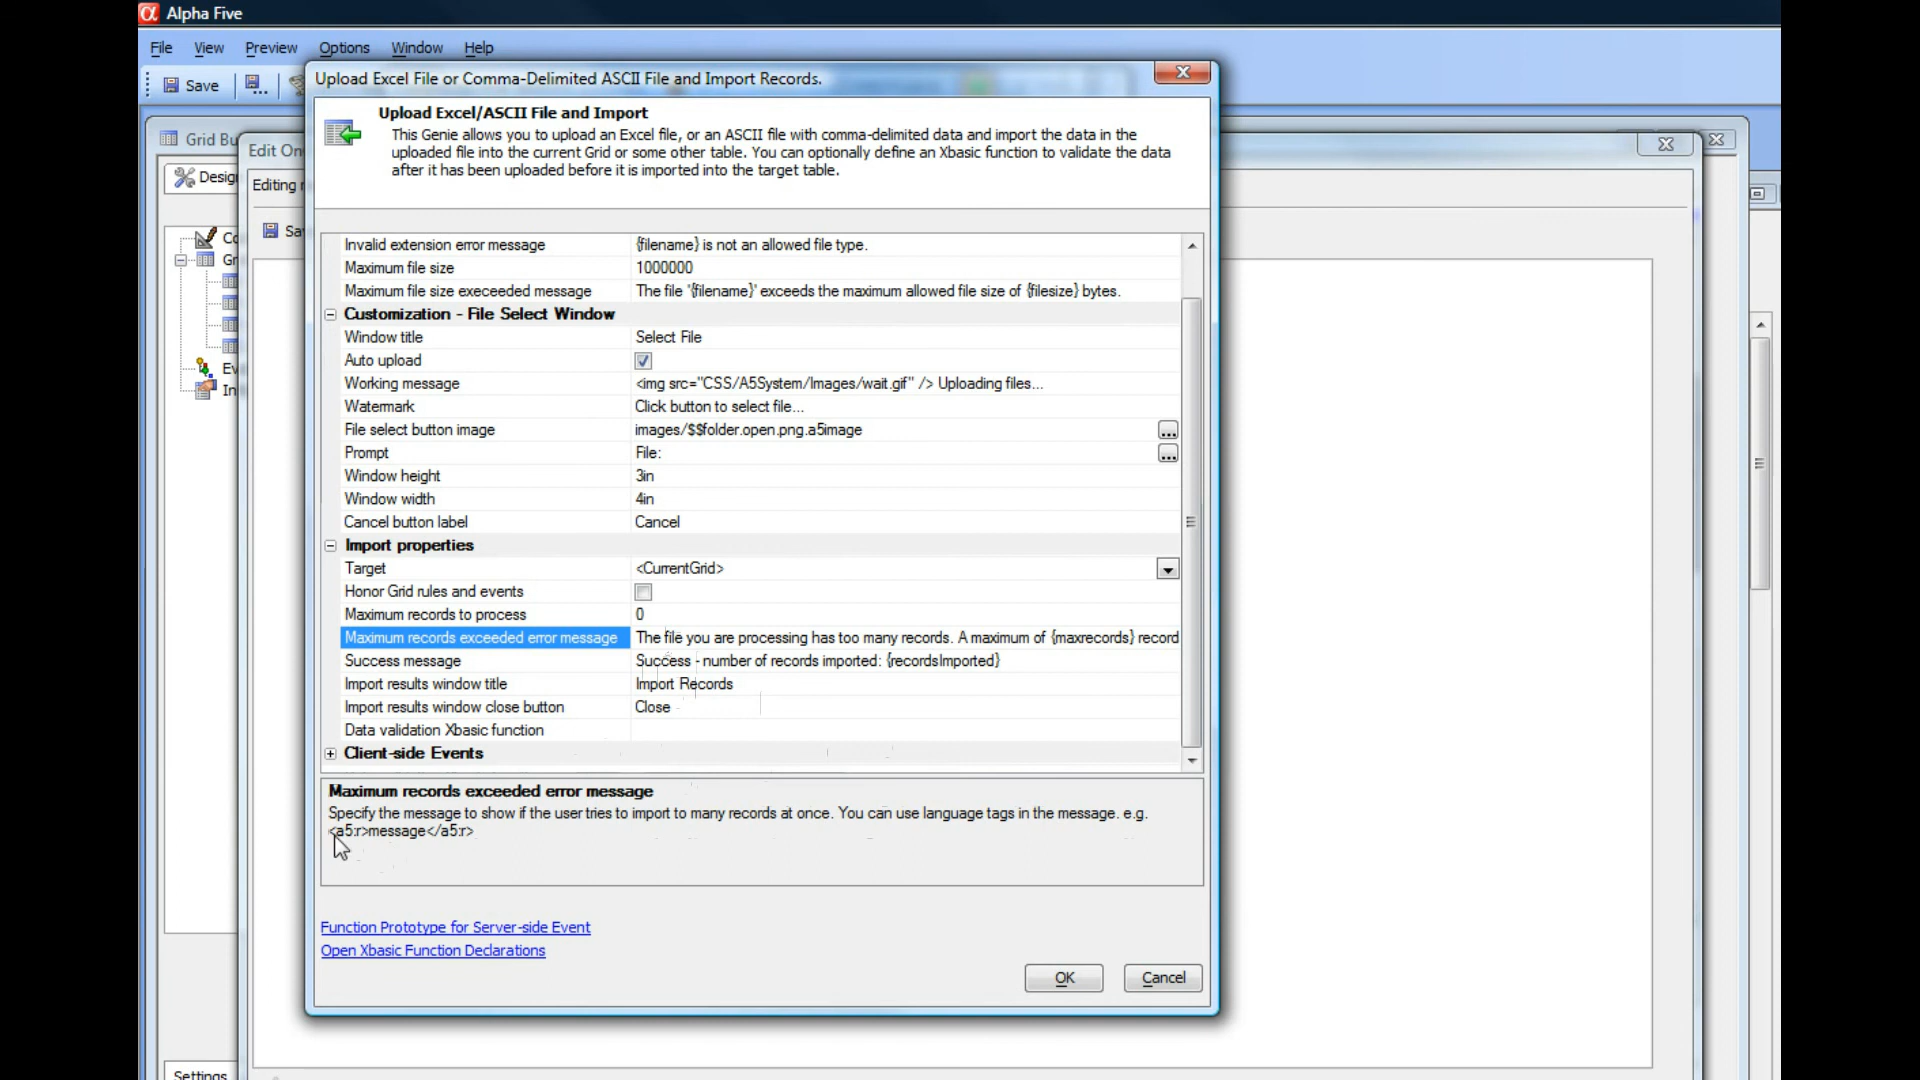 Alpha Five
File View Preview Options Window Help
Save
Upload Excel File or Comma-Delimited ASCII File and Import Records.
Upload Excel/ASCII File and Import
This Genie allows you to upload an Excel file, or an ASCII file with comma-delimited data and import the data in the
uploaded file into the current Grid or some other table. You can optionally define an Xbasic function to validate the data
after it has been uploaded before it is imported into the target table.
Grid Bu
Edit On
Desig
Editing
Sa
Co
Gr
Ev
In
Invalid extension error message {filename} is not an allowed file type.
Maximum file size 1000000
Maximum file size execeeded message The file '{filename}' exceeds the maximum allowed file size of {filesize} bytes.
Customization - File Select Window
Window title Select File
Auto upload
Working message <img src="CSS/A5System/Images/wait.gif" /> Uploading files...
Watermark Click button to select file...
File select button image images/$$folder.open.png.a5image ...
Prompt File: ...
Window height 3in
Window width 4in
Cancel button label Cancel
Import properties
Target <CurrentGrid>
Honor Grid rules and events
Maximum records to process 0
Maximum records exceeded error message The file you are processing has too many records. A maximum of {maxrecords} record
Success message Success - number of records imported: {recordsImported}
Import results window title Import Records
Import results window close button Close
Data validation Xbasic function
Client-side Events
Maximum records exceeded error message
Specify the message to show if the user tries to import to many records at once. You can use language tags in the message. e.g.
<a5:r>message</a5:r>
Function Prototype for Server-side Event
Open Xbasic Function Declarations
OK Cancel
Settings